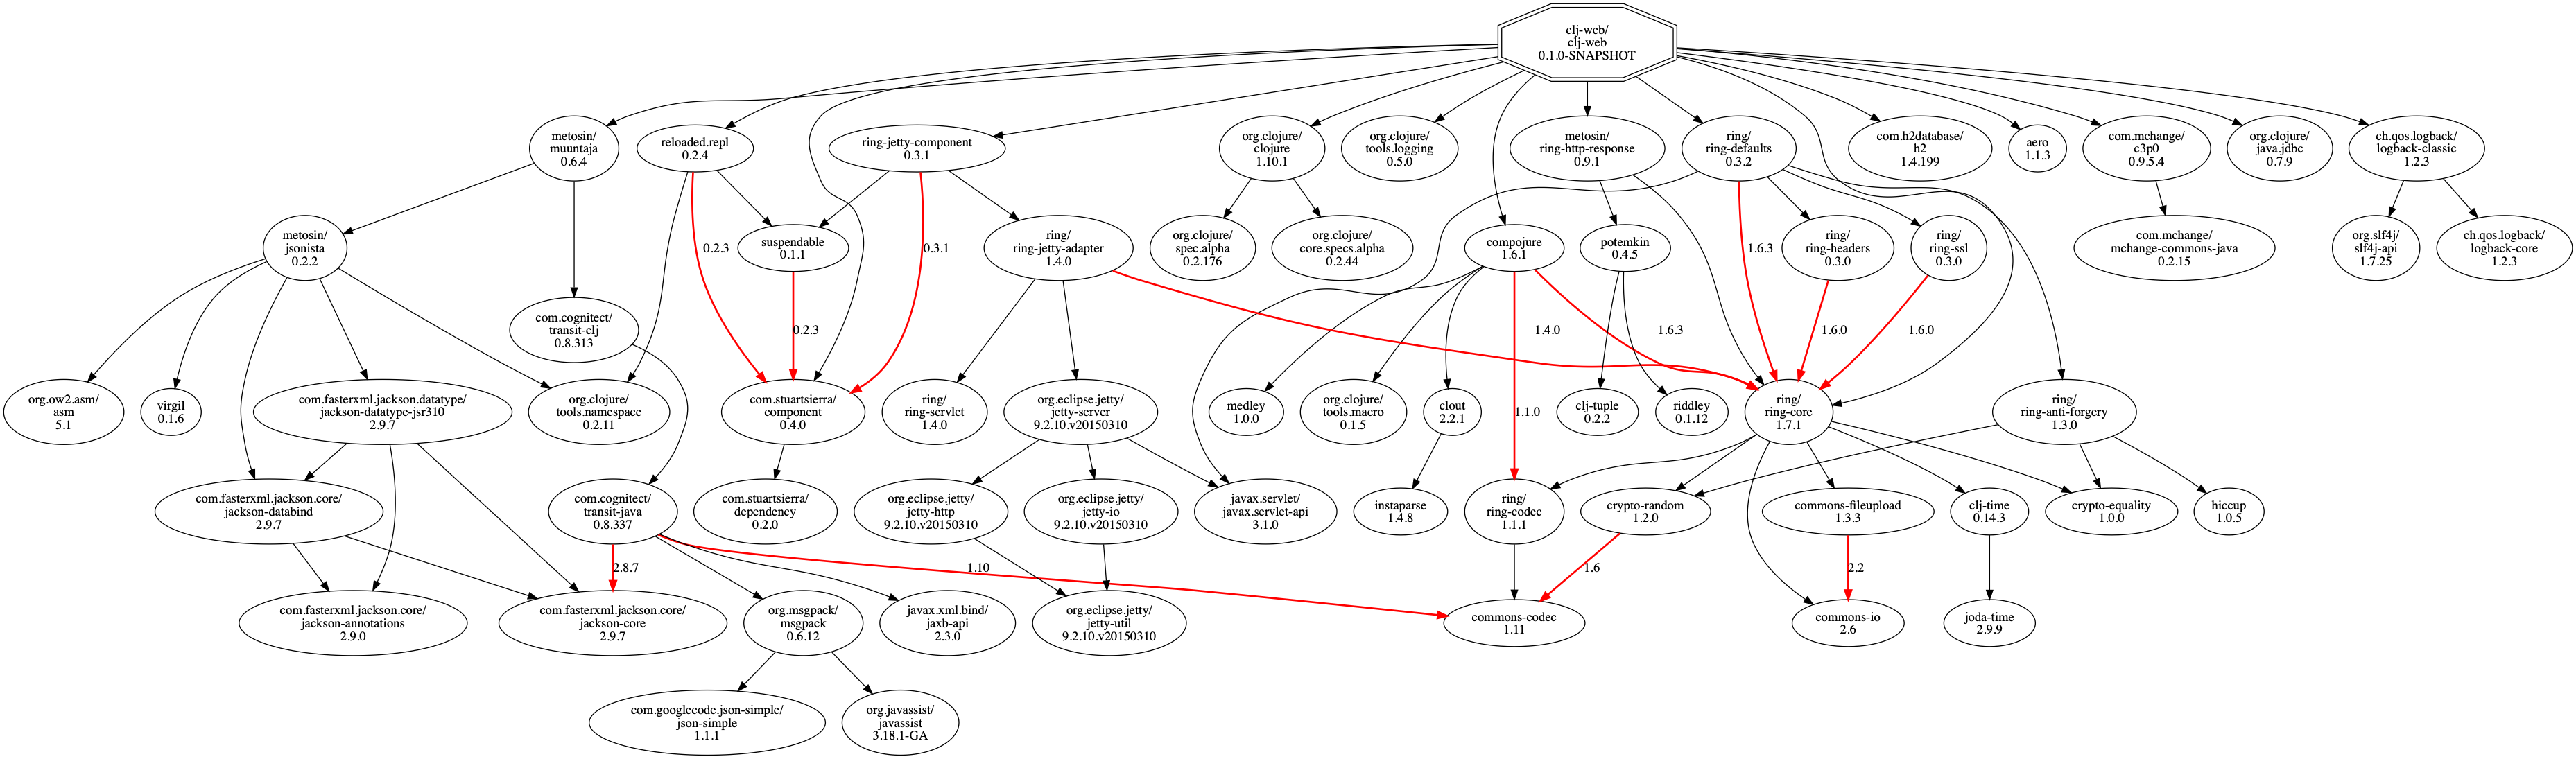 clj-web/
clj-web
0.1.0-SNAPSHOT
metosin/
muuntaja
0.6.4
reloaded.repl
0.2.4
ring-jetty-component
0.3.1
org.clojure/
clojure
1.10.1
org.clojure/
tools.logging
0.5.0
metosin/
ring-http-response
0.9.1
ring/
ring-defaults
0.3.2
com.h2database/
h2
1.4.199
aero
1.1.3
com.mchange/
c3p0
0.9.5.4
org.clojure/
java.jdbc
0.7.9
ch.qos.logback/
logback-classic
1.2.3
metosin/
jsonista
0.2.2
0.2.3
suspendable
0.1.1
0.3.1
ring/
ring-jetty-adapter
1.4.0
org.clojure/
spec.alpha
0.2.176
org.clojure/
core.specs.alpha
0.2.44
compojure
1.6.1
potemkin
0.4.5
1.6.3
ring/
ring-headers
0.3.0
ring/
ring-ssl
0.3.0
com.mchange/
mchange-commons-java
0.2.15
org.slf4j/
slf4j-api
1.7.25
ch.qos.logback/
logback-core
1.2.3
com.cognitect/
transit-clj
0.8.313
0.2.3
1.4.0
1.6.3
1.6.0
1.6.0
org.ow2.asm/
asm
5.1
virgil
0.1.6
com.fasterxml.jackson.datatype/
jackson-datatype-jsr310
2.9.7
org.clojure/
tools.namespace
0.2.11
com.stuartsierra/
component
0.4.0
ring/
ring-servlet
1.4.0
org.eclipse.jetty/
jetty-server
9.2.10.v20150310
medley
1.0.0
org.clojure/
tools.macro
0.1.5
clout
2.2.1
1.1.0
clj-tuple
0.2.2
riddley
0.1.12
ring/
ring-core
1.7.1
ring/
ring-anti-forgery
1.3.0
com.fasterxml.jackson.core/
jackson-databind
2.9.7
com.cognitect/
transit-java
0.8.337
com.stuartsierra/
dependency
0.2.0
org.eclipse.jetty/
jetty-http
9.2.10.v20150310
org.eclipse.jetty/
jetty-io
9.2.10.v20150310
javax.servlet/
javax.servlet-api
3.1.0
instaparse
1.4.8
ring/
ring-codec
1.1.1
crypto-random
1.2.0
commons-fileupload
1.3.3
clj-time
0.14.3
crypto-equality
1.0.0
hiccup
1.0.5
2.8.7
1.10
1.6
2.2
com.fasterxml.jackson.core/
jackson-annotations
2.9.0
com.fasterxml.jackson.core/
jackson-core
2.9.7
org.msgpack/
msgpack
0.6.12
javax.xml.bind/
jaxb-api
2.3.0
org.eclipse.jetty/
jetty-util
9.2.10.v20150310
commons-codec
1.11
commons-io
2.6
joda-time
2.9.9
com.googlecode.json-simple/
json-simple
1.1.1
org.javassist/
javassist
3.18.1-GA